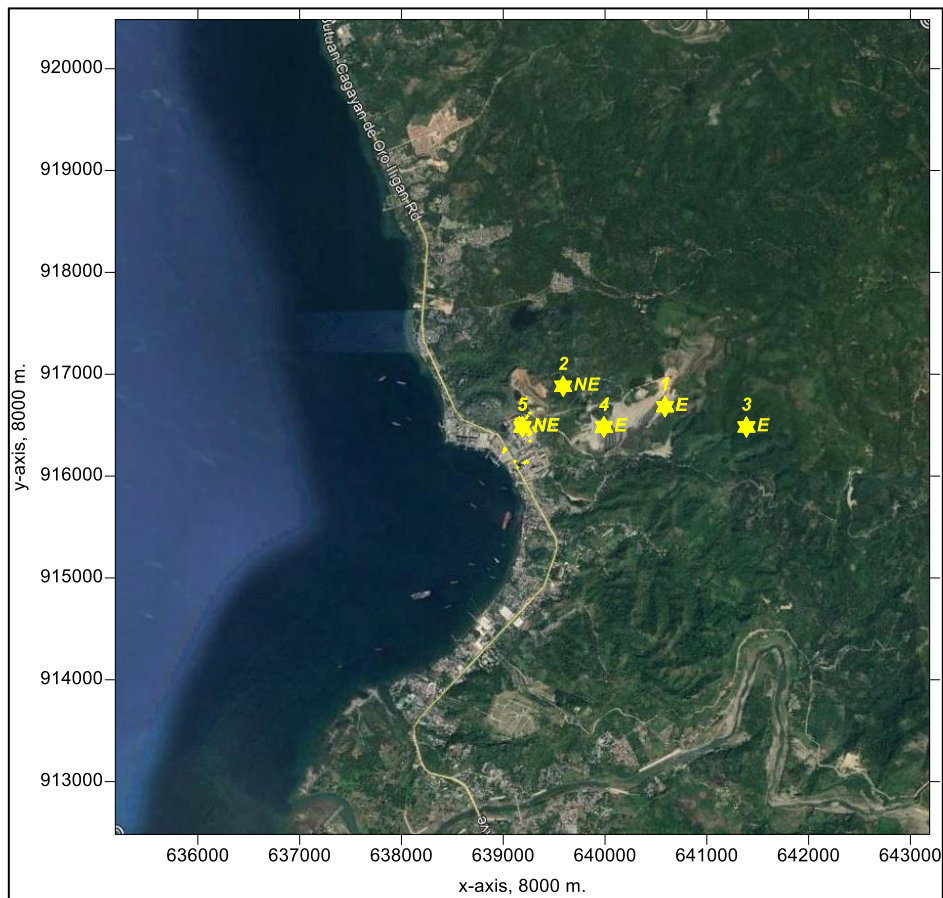 Butuan Cagayan de Oro Iligan Rd
920000
919000
918000
917000
916000
915000
914000
913000
y-axis, 8000 m.
2
NE
1
E
5
NE
4
E
3
E
ve
636000 637000 638000 639000 640000 641000 642000 643000
x-axis, 8000 m.